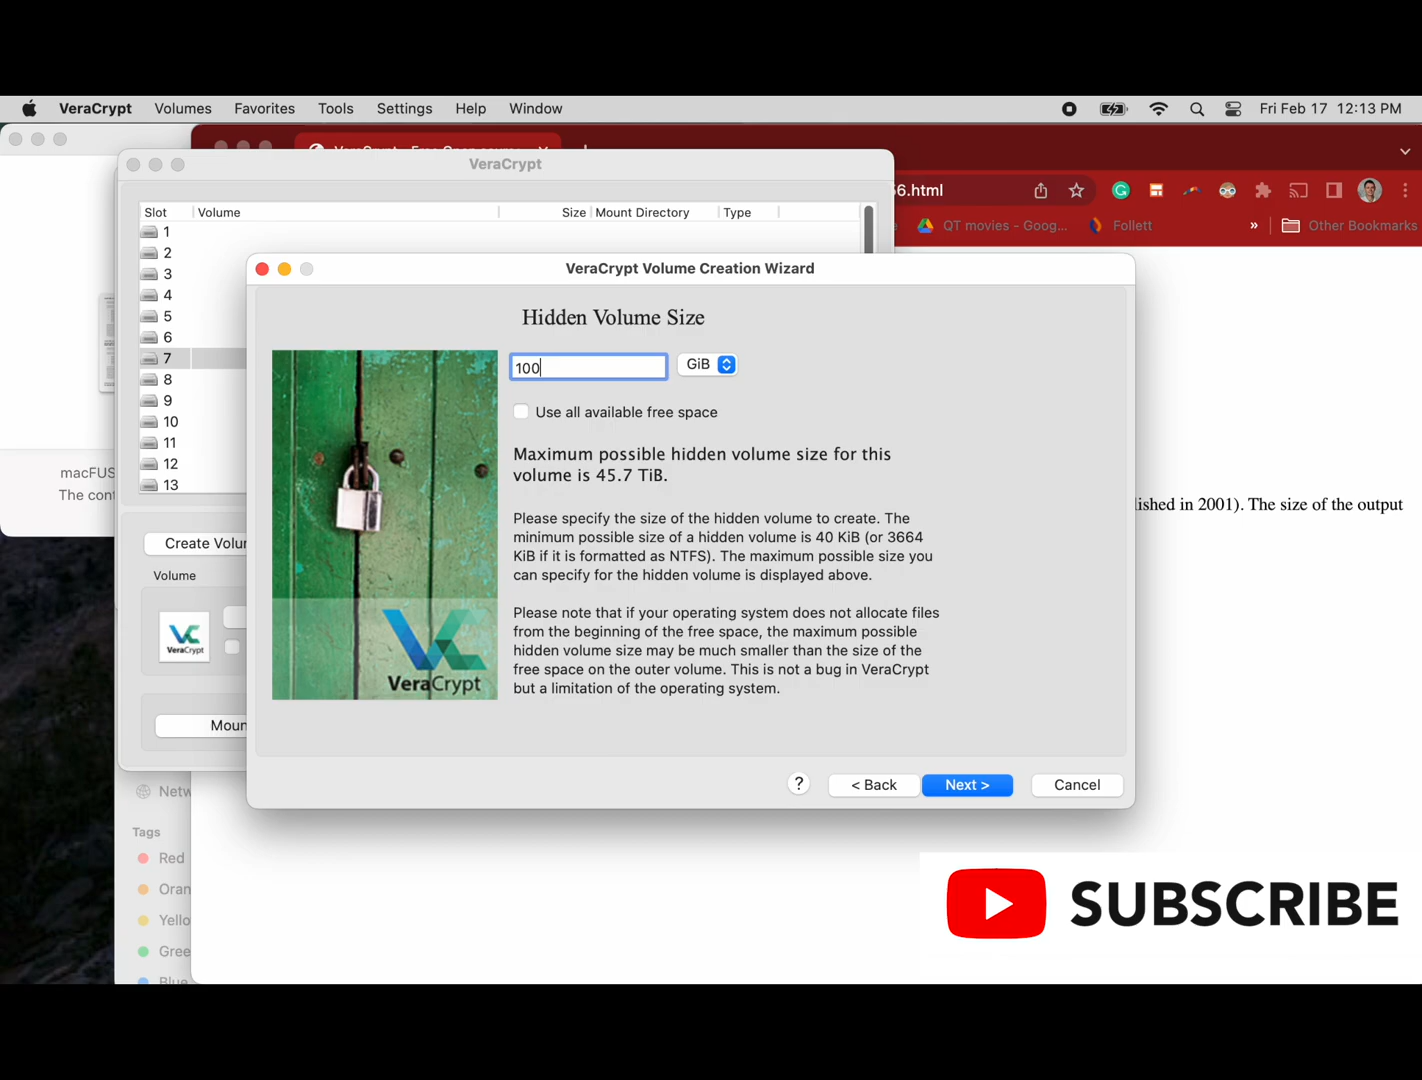 VeraCrypt Volumes Favorites Tools Settings Help Window Fri Feb 17 12:13 PM
VeraCrypt
6.html
QT movies - Goog... Follett » Other Bookmarks
Slot Volume Size Mount Directory Type
1
2
3
4
5
6
7
8
9
10
11
12
13
VeraCrypt Volume Creation Wizard
Hidden Volume Size
100 GiB
Use all available free space
Maximum possible hidden volume size for this
volume is 45.7 TiB.
Please specify the size of the hidden volume to create. The
minimum possible size of a hidden volume is 40 KiB (or 3664
KiB if it is formatted as NTFS). The maximum possible size you
can specify for the hidden volume is displayed above.
Please note that if your operating system does not allocate files
from the beginning of the free space, the maximum possible
hidden volume size may be much smaller than the size of the
free space on the outer volume. This is not a bug in VeraCrypt
but a limitation of the operating system.
VC
VeraCrypt
? < Back Next > Cancel
macFUS
The cont
lished in 2001). The size of the output
Create Volu
Volume
VC
VeraCrypt
Moun
Netw
Tags
Red
Oran
Yello
Gree
Blue
SUBSCRIBE